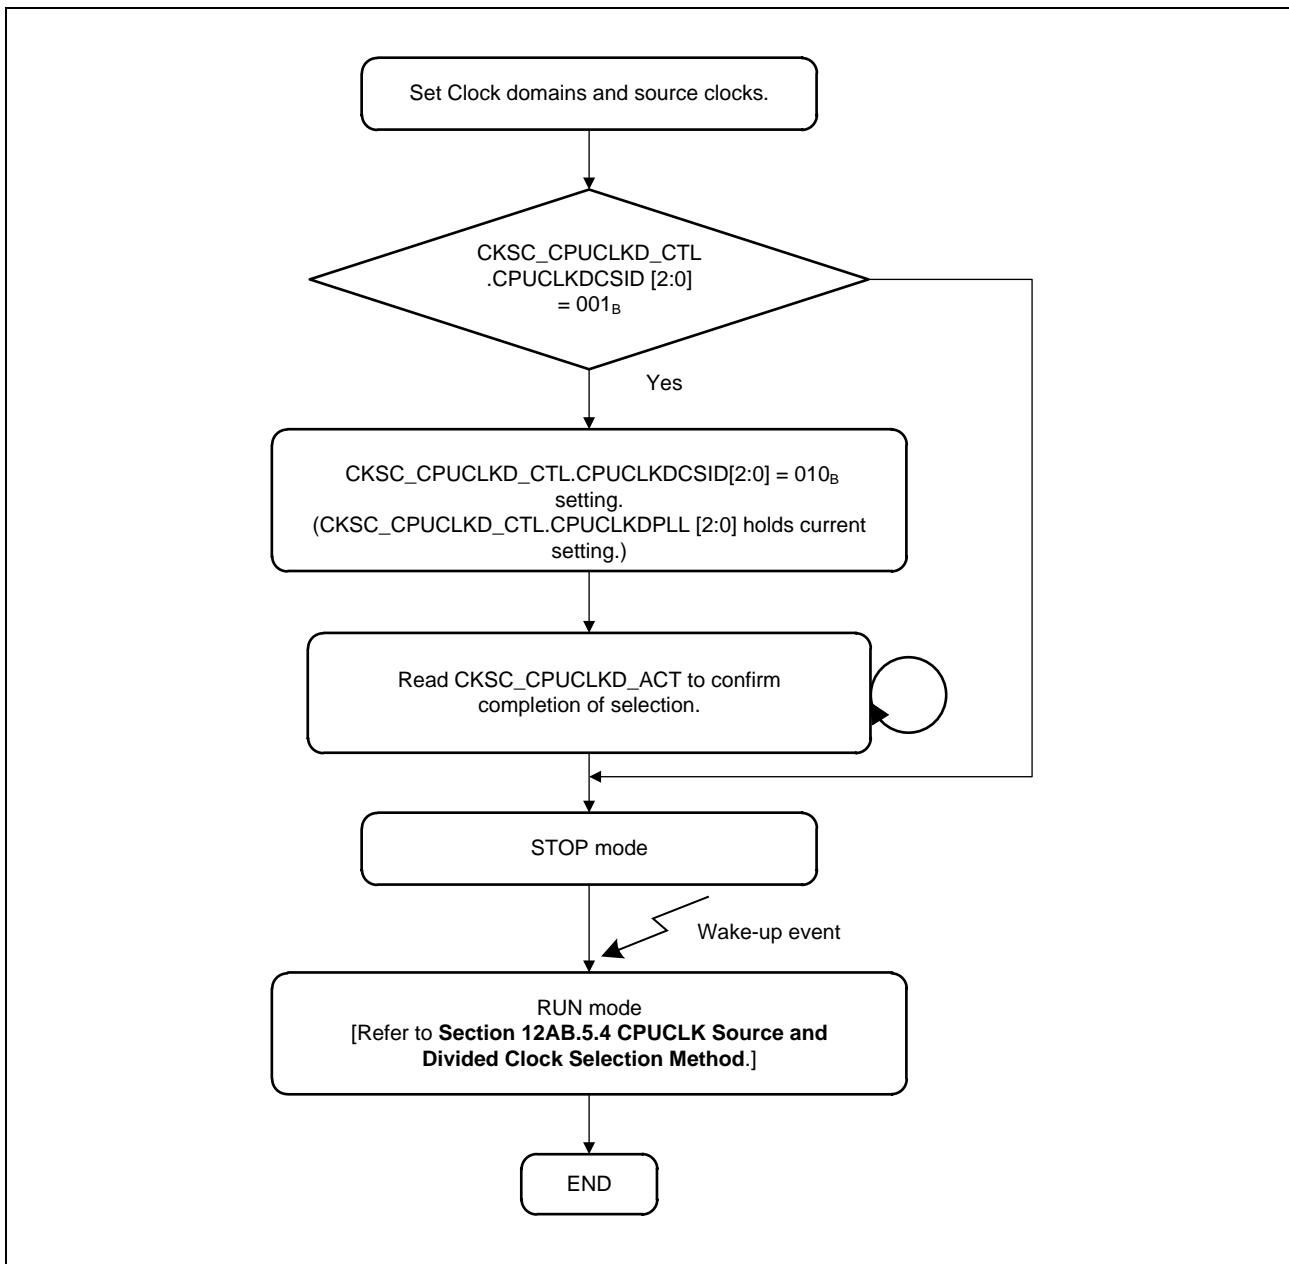 Set Clock domains and source clocks.
CKSC_CPUCLKD_CTL
.CPUCLKDCSID [2:0]
= 001B
Yes
CKSC_CPUCLKD_CTL.CPUCLKDCSID[2:0] = 010B
setting.
(CKSC_CPUCLKD_CTL.CPUCLKDPLL [2:0] holds current
setting.)
Read CKSC_CPUCLKD_ACT to confirm
completion of selection.
STOP mode
Wake-up event
RUN mode
[Refer to Section 12AB.5.4 CPUCLK Source and
Divided Clock Selection Method.]
END